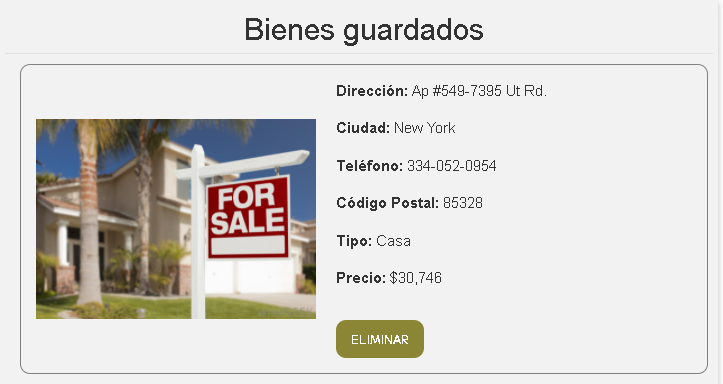 Bienes guardados
Dirección: Ap #549-7395 Ut Rd.
Ciudad: New York
Teléfono: 334-052-0954
Código Postal: 85328
Tipo: Casa
Precio: $30,746
ELIMINAR
FOR
SALE